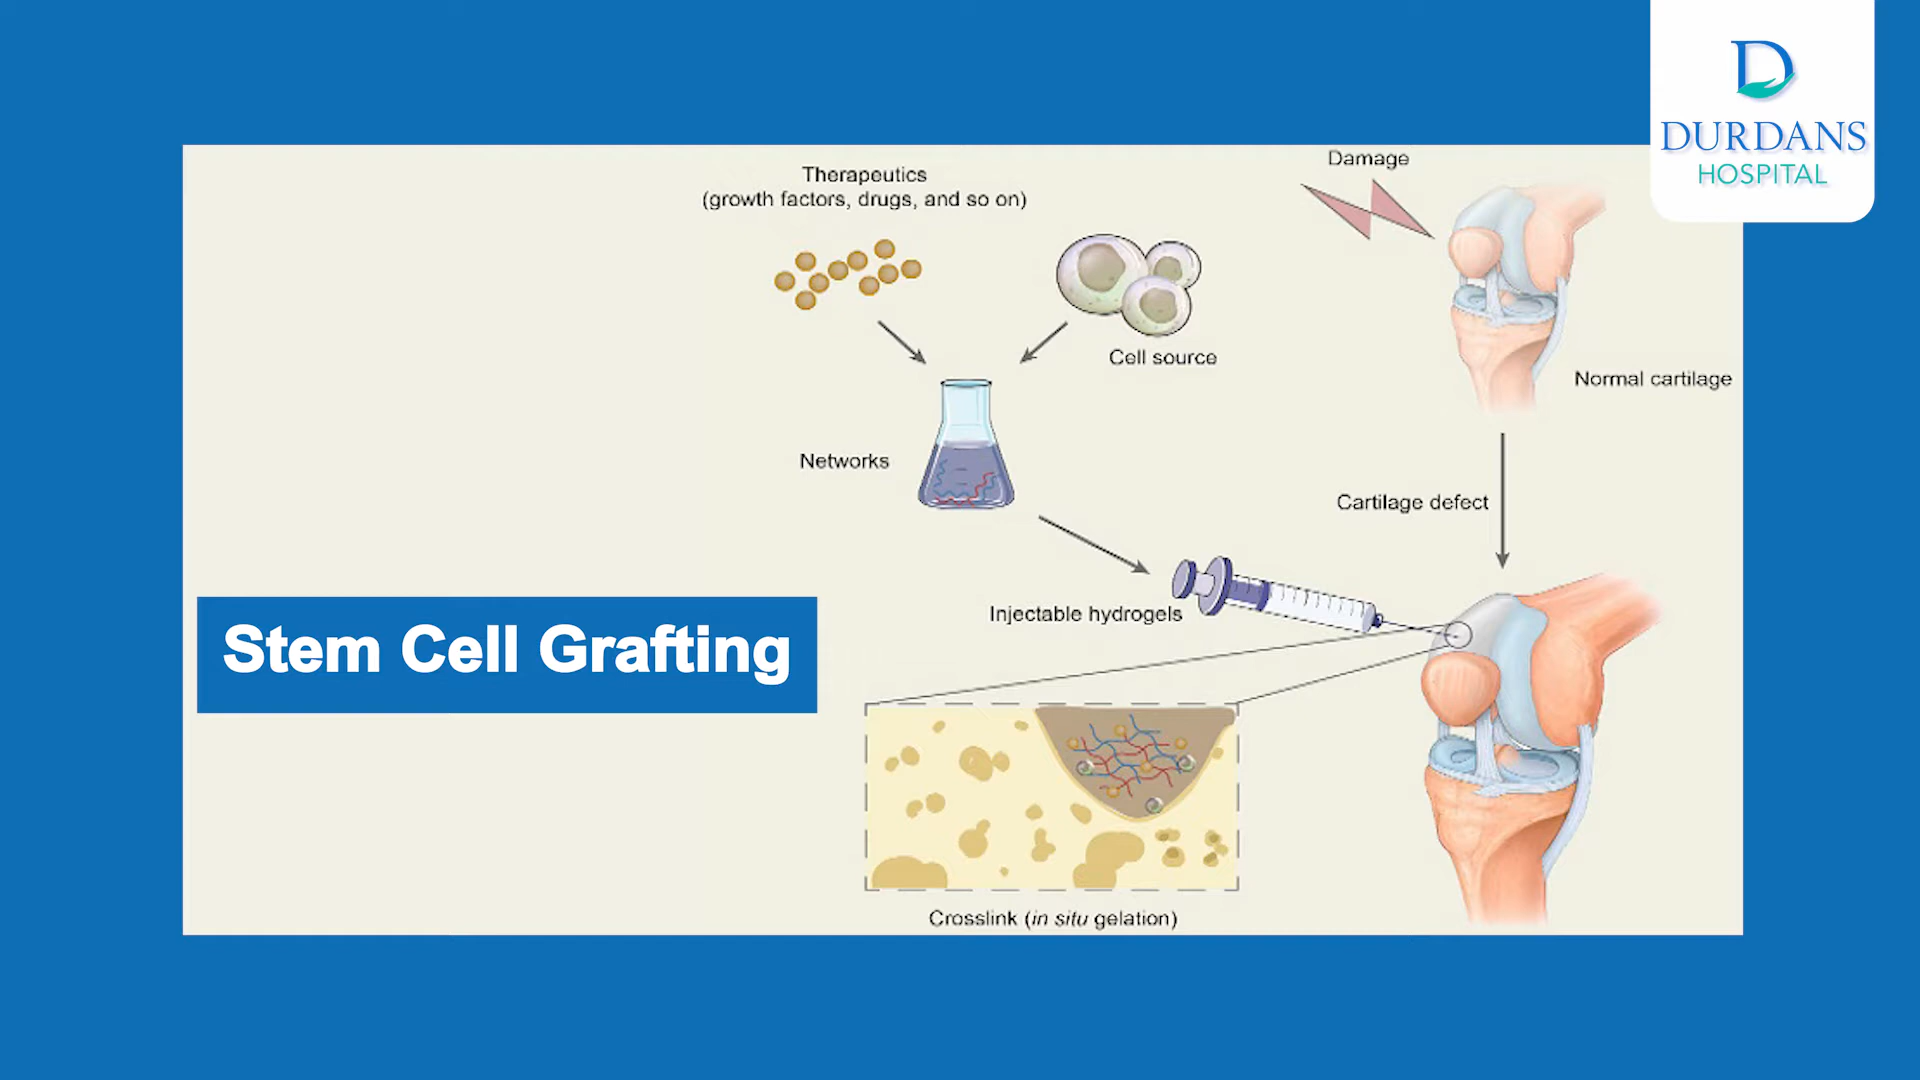 DURDANS
HOSPITAL
Damage
Therapeutics
(growth factors, drugs, and so on)
Cell source
Normal cartilage
Networks
Cartilage defect
Injectable hydrogels
Stem Cell Grafting
Crosslink (in situ gelation)